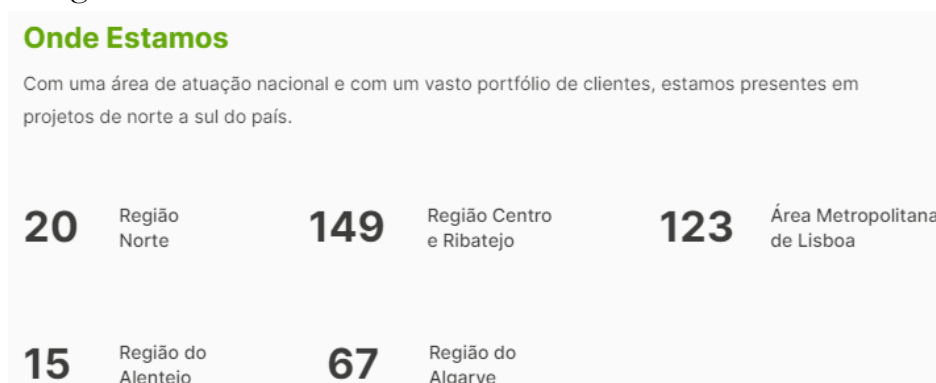 Onde Estamos
Com uma área de atuação nacional e com um vasto portfólio de clientes, estamos presentes em
projetos de norte a sul do país.
20
Região
Norte
149
Região Centro
e Ribatejo
123
Área Metropolitana
de Lisboa
15
Região do
Alentejo
67
Região do
Algarve